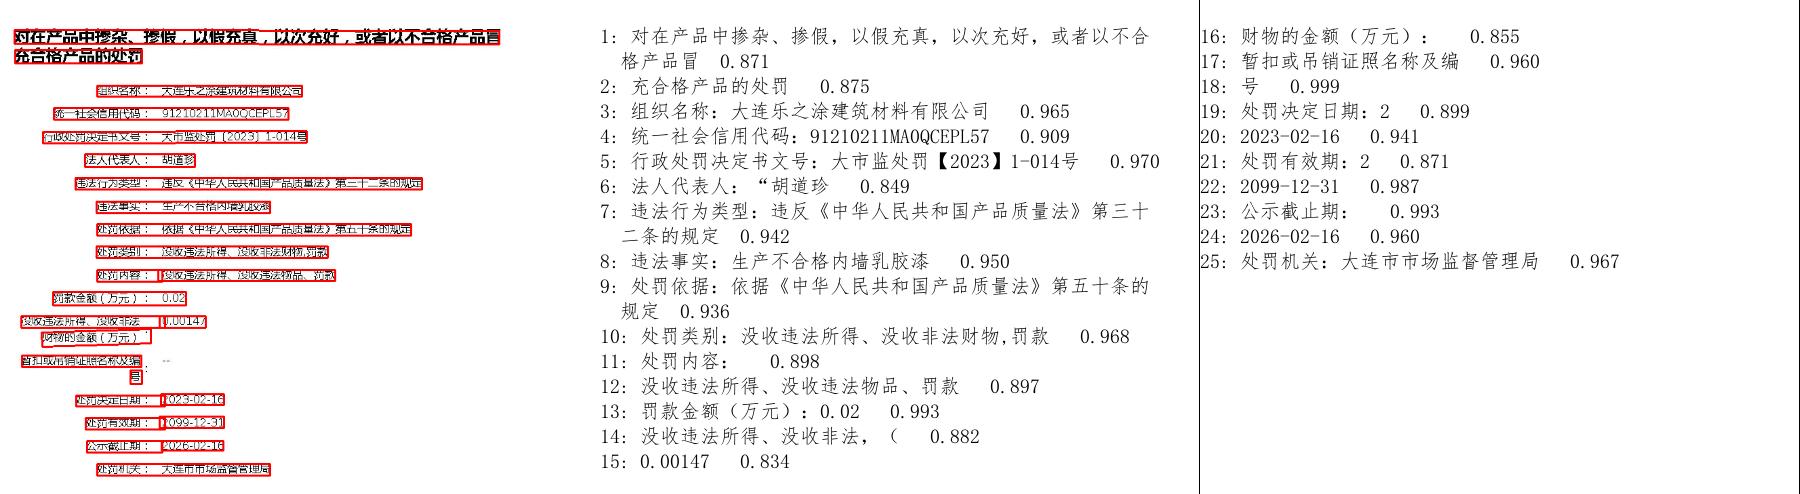 对在产品中掺杂、掺假，以假充真，以次充好，或者以不合格产品冒
充合格产品的处罚
组织名称： 大连乐之涂建筑材料有限公司
统一社会信用代码： 91210211MA0QCEPL57
行政处罚决定书文号： 大市监处罚〔2023〕1-014号
法人代表人： 胡道珍
违法行为类型： 违反《中华人民共和国产品质量法》第三十二条的规定
违法事实： 生产不合格内墙乳胶漆
处罚依据： 依据《中华人民共和国产品质量法》第五十条的规定
处罚类别： 没收违法所得、没收非法财物,罚款
处罚内容： 没收违法所得、没收违法物品、罚款
罚款金额（万元）： 0.02
没收违法所得、没收非法 0.00147
财物的金额（万元）：
暂扣或吊销证照名称及编 --
号：
处罚决定日期： 2023-02-16
处罚有效期： 2099-12-31
公示截止期： 2026-02-16
处罚机关： 大连市市场监督管理局
1: 对在产品中掺杂、掺假，以假充真，以次充好，或者以不合
格产品冒 0.871
2: 充合格产品的处罚 0.875
3: 组织名称：大连乐之涂建筑材料有限公司 0.965
4: 统一社会信用代码：91210211MA0QCEPL57 0.909
5: 行政处罚决定书文号：大市监处罚【2023】1-014号 0.970
6: 法人代表人：“胡道珍 0.849
7: 违法行为类型：违反《中华人民共和国产品质量法》第三十
二条的规定 0.942
8: 违法事实：生产不合格内墙乳胶漆 0.950
9: 处罚依据：依据《中华人民共和国产品质量法》第五十条的
规定 0.936
10: 处罚类别：没收违法所得、没收非法财物,罚款 0.968
11: 处罚内容： 0.898
12: 没收违法所得、没收违法物品、罚款 0.897
13: 罚款金额（万元）：0.02 0.993
14: 没收违法所得、没收非法，（ 0.882
15: 0.00147 0.834
16: 财物的金额（万元）： 0.855
17: 暂扣或吊销证照名称及编 0.960
18: 号 0.999
19: 处罚决定日期：2 0.899
20: 2023-02-16 0.941
21: 处罚有效期：2 0.871
22: 2099-12-31 0.987
23: 公示截止期： 0.993
24: 2026-02-16 0.960
25: 处罚机关：大连市市场监督管理局 0.967